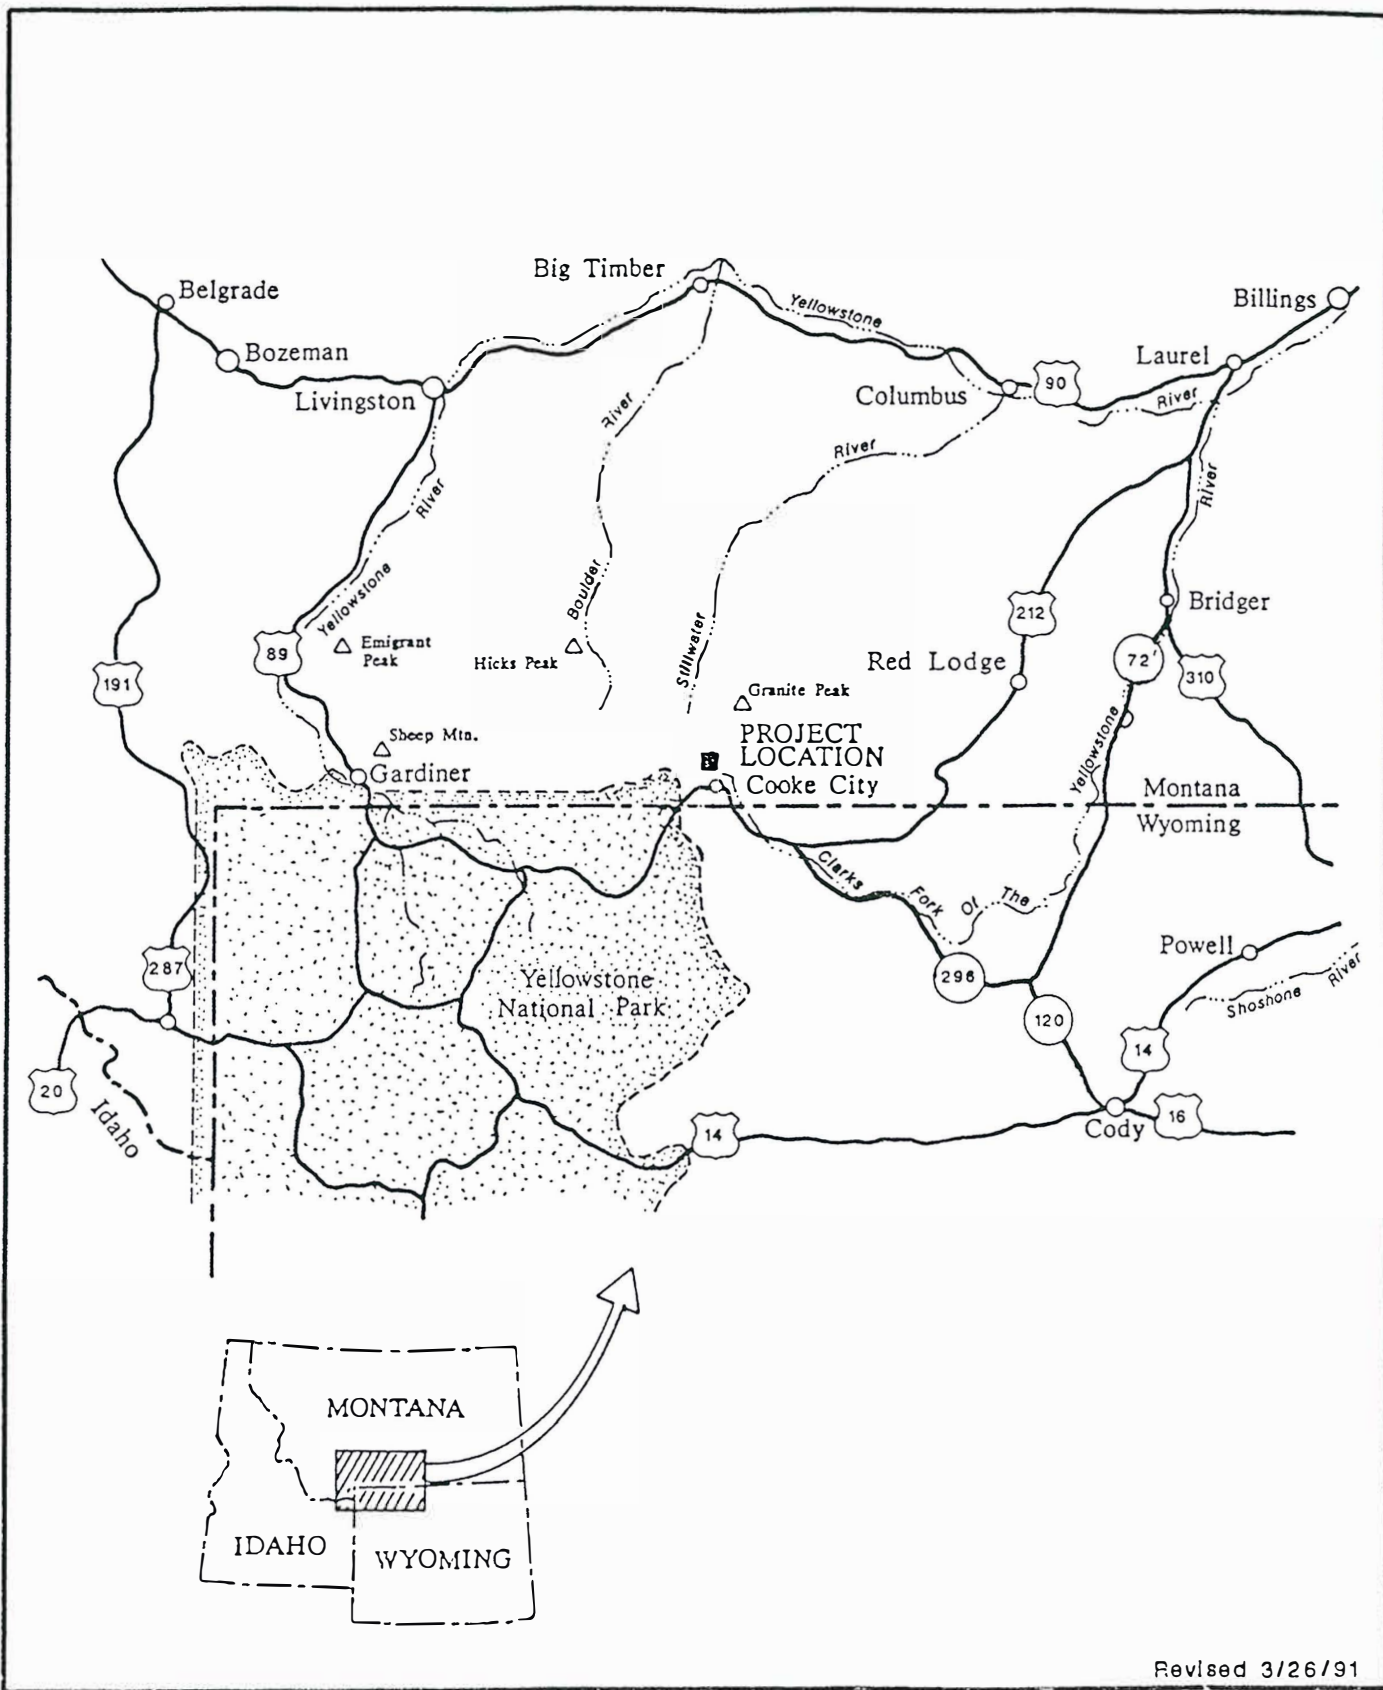 Big Timber
Belgrade
Yellowstone
Billings
Bozeman
Laurel
Livingston
Columbus
90
River
River
River
River
River
Yellowstone
Boulder
Bridger
212
89
Emigrant
Peak
Hicks Peak
Stillwater
Red Lodge
72
310
191
Granite Peak
Sheep Mtn.
PROJECT
LOCATION
Gardiner
Cooke City
Yellowstone
Montana
Wyoming
Clarks
Fork
Of
The
Powell
287
Yellowstone
National Park
296
Shoshone
River
120
14
20
Idaho
14
16
Cody
MONTANA
IDAHO
WYOMING
Revised 3/26/91